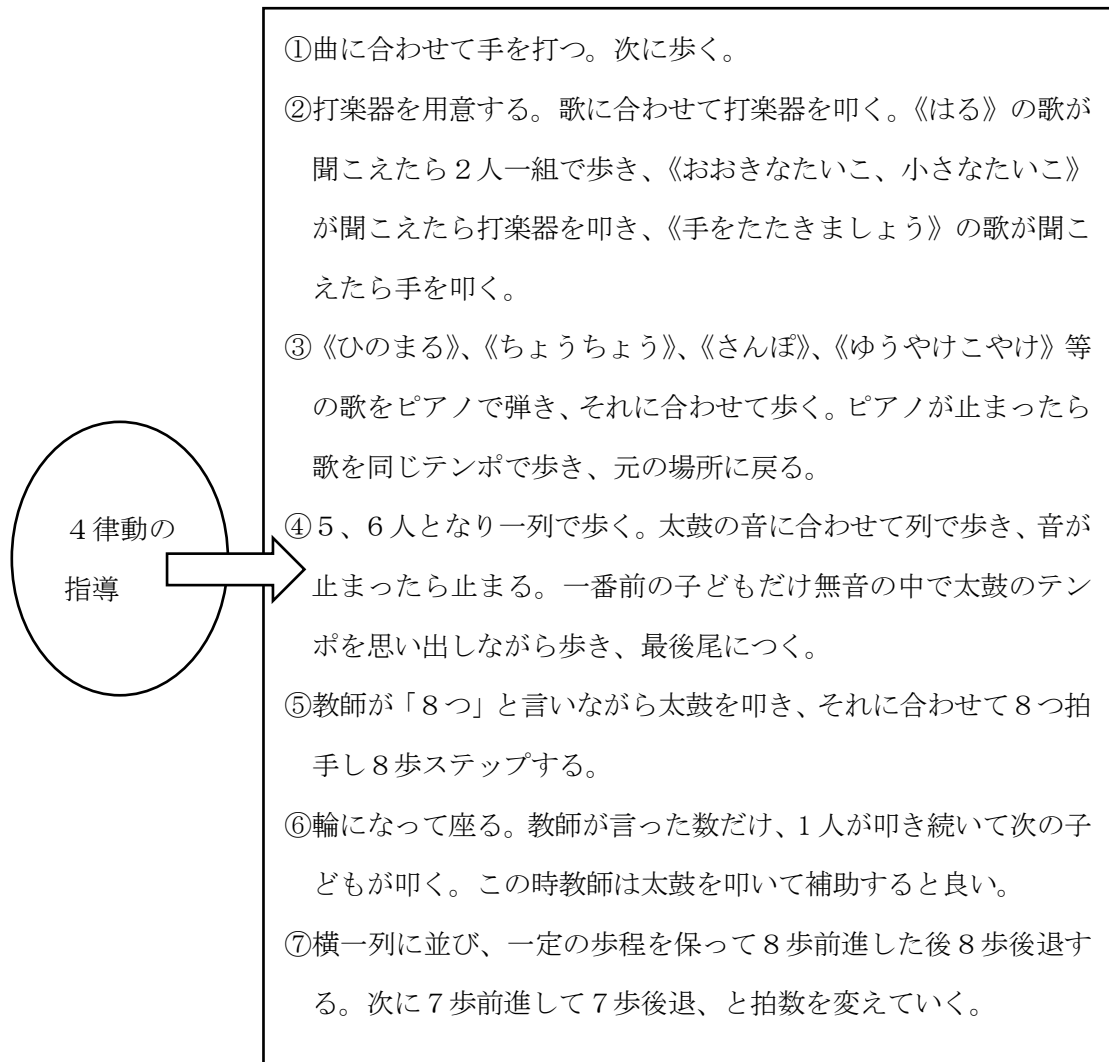 ①曲に合わせて手を打つ。次に歩く。
②打楽器を用意する。歌に合わせて打楽器を叩く。《はる》の歌が
聞こえたら２人一組で歩き、《おおきなたいこ、小さなたいこ》
が聞こえたら打楽器を叩き、《手をたたきましょう》の歌が聞こ
えたら手を叩く。
③《ひのまる》、《ちょうちょう》、《さんぽ》、《ゆうやけこやけ》等
の歌をピアノで弾き、それに合わせて歩く。ピアノが止まったら
歌を同じテンポで歩き、元の場所に戻る。
４律動の
指導
④５、６人となり一列で歩く。太鼓の音に合わせて列で歩き、音が
止まったら止まる。一番前の子どもだけ無音の中で太鼓のテン
ポを思い出しながら歩き、最後尾につく。
⑤教師が「８つ」と言いながら太鼓を叩き、それに合わせて８つ拍
手し８歩ステップする。
⑥輪になって座る。教師が言った数だけ、1 人が叩き続いて次の子
どもが叩く。この時教師は太鼓を叩いて補助すると良い。
⑦横一列に並び、一定の歩程を保って８歩前進した後８歩後退す
る。次に７歩前進して７歩後退、と拍数を変えていく。